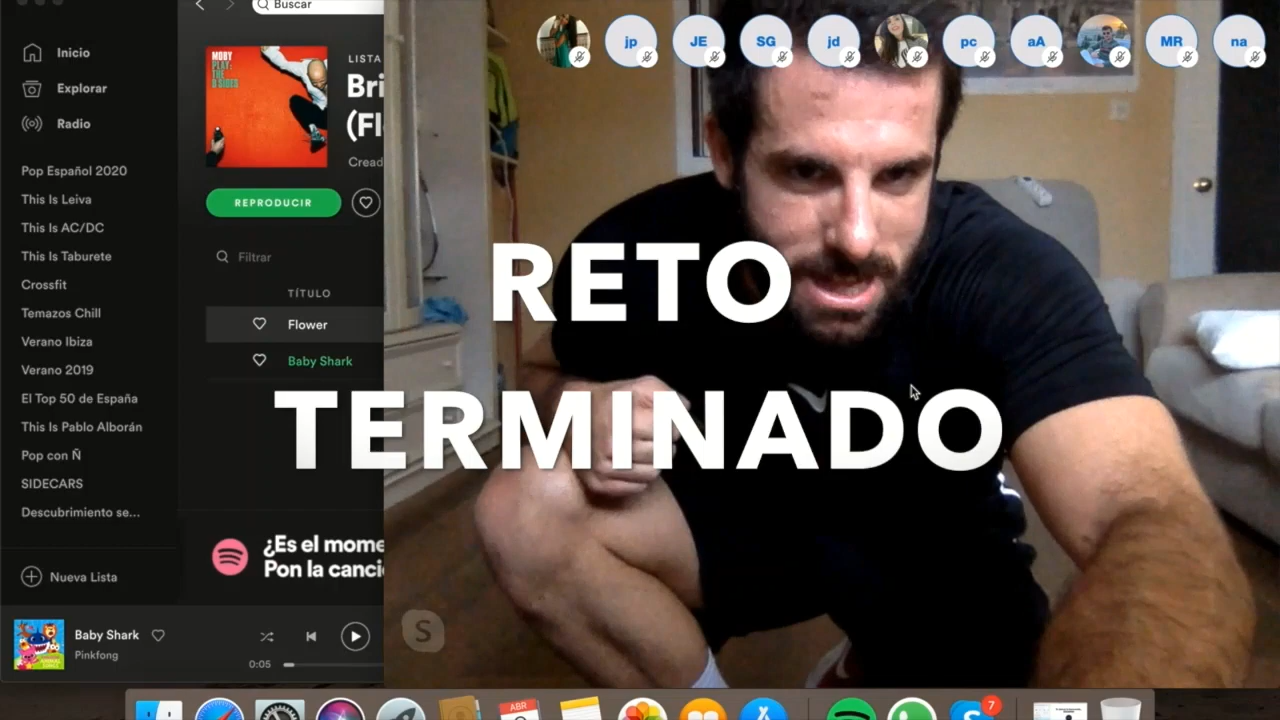 Buscar
Inicio
Explorar
Radio
Pop Español 2020
This Is Leiva
This Is AC/DC
This Is Taburete
Crossfit
Temazos Chill
Verano Ibiza
Verano 2019
El Top 50 de España
This Is Pablo Alborán
Pop con Ñ
SIDECARS
Descubrimiento se...
Nueva Lista
MOBY
PLAY:
THE
B SIDES
LISTA
Bri
(Fl
Cread
REPRODUCIR
Filtrar
TÍTULO
Flower
Baby Shark
¿Es el mome
Pon la canci
Baby Shark
Pinkfong
0:05
jp
JE
SG
jd
pc
aA
MR
na
RETO
TERMINADO
S
ABR
7